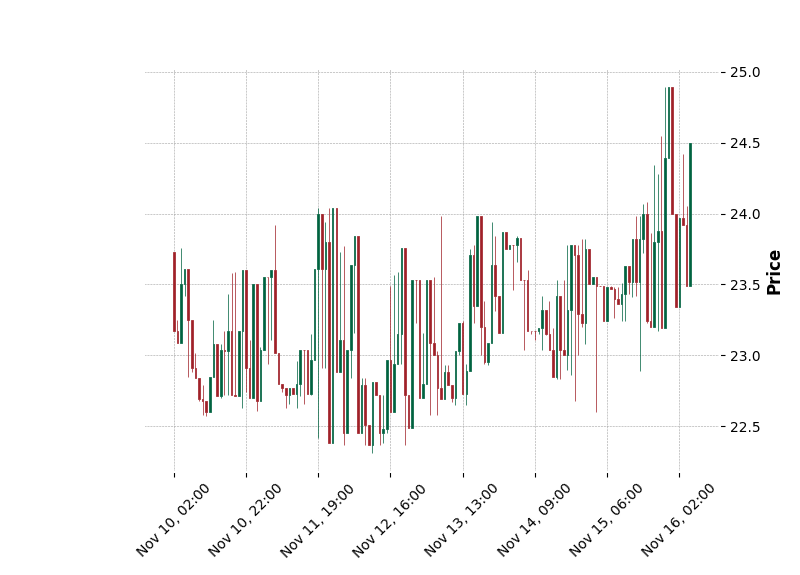 25.0
24.5
24.0
23.5
23.0
22.5
Price
Nov 10, 02:00
Nov 10, 22:00
Nov 11, 19:00
Nov 12, 16:00
Nov 13, 13:00
Nov 14, 09:00
Nov 15, 06:00
Nov 16, 02:00